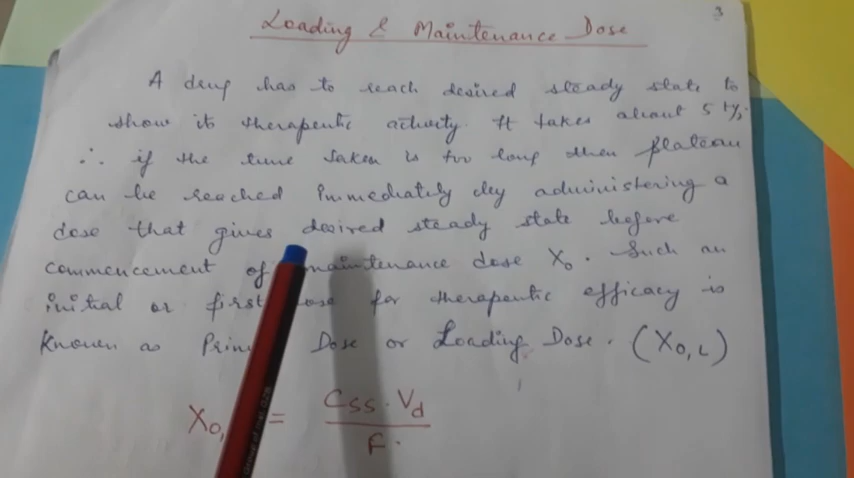 3
Loading & Maintenance Dose
A drug has to reach desired steady state to
show its therapeutic activity. It takes about 5 t½.
∴ if the time taken is too long then plateau
can be reached immediately by administering a
dose that gives desired steady state before
commencement of maintenance dose X₀. Such an
initial or first dose for therapeutic efficacy is
known as Dose or Loading Dose. (X₀,L)
X₀, = Css. Vd / F.